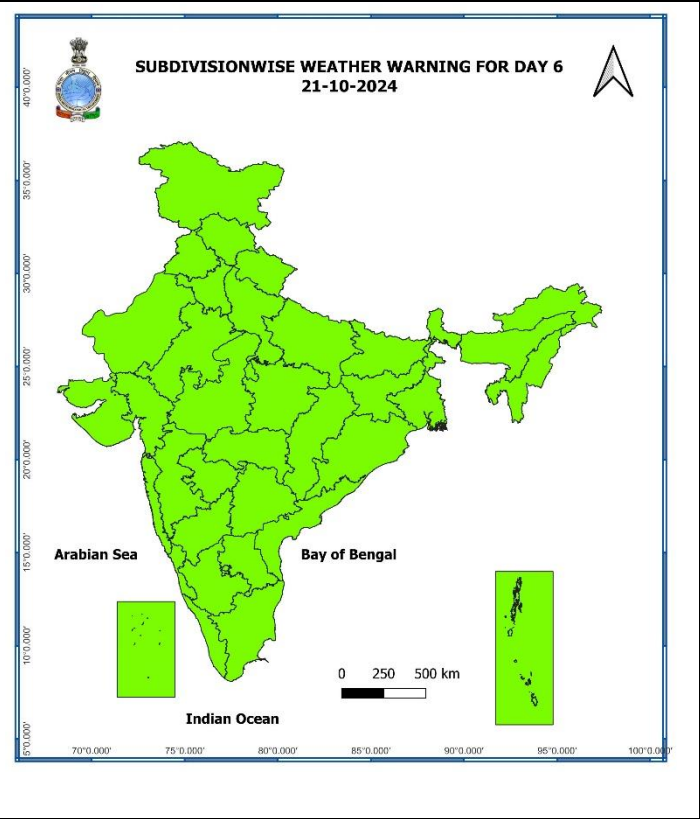 SUBDIVISIONWISE WEATHER WARNING FOR DAY 6
21-10-2024
40°0.000'
35°0.000'
30°0.000'
25°0.000'
20°0.000'
15°0.000'
10°0.000'
5°0.000'
Arabian Sea
Bay of Bengal
0 250 500 km
Indian Ocean
70°0.000' 75°0.000' 80°0.000' 85°0.000' 90°0.000' 95°0.000' 100°0.000'